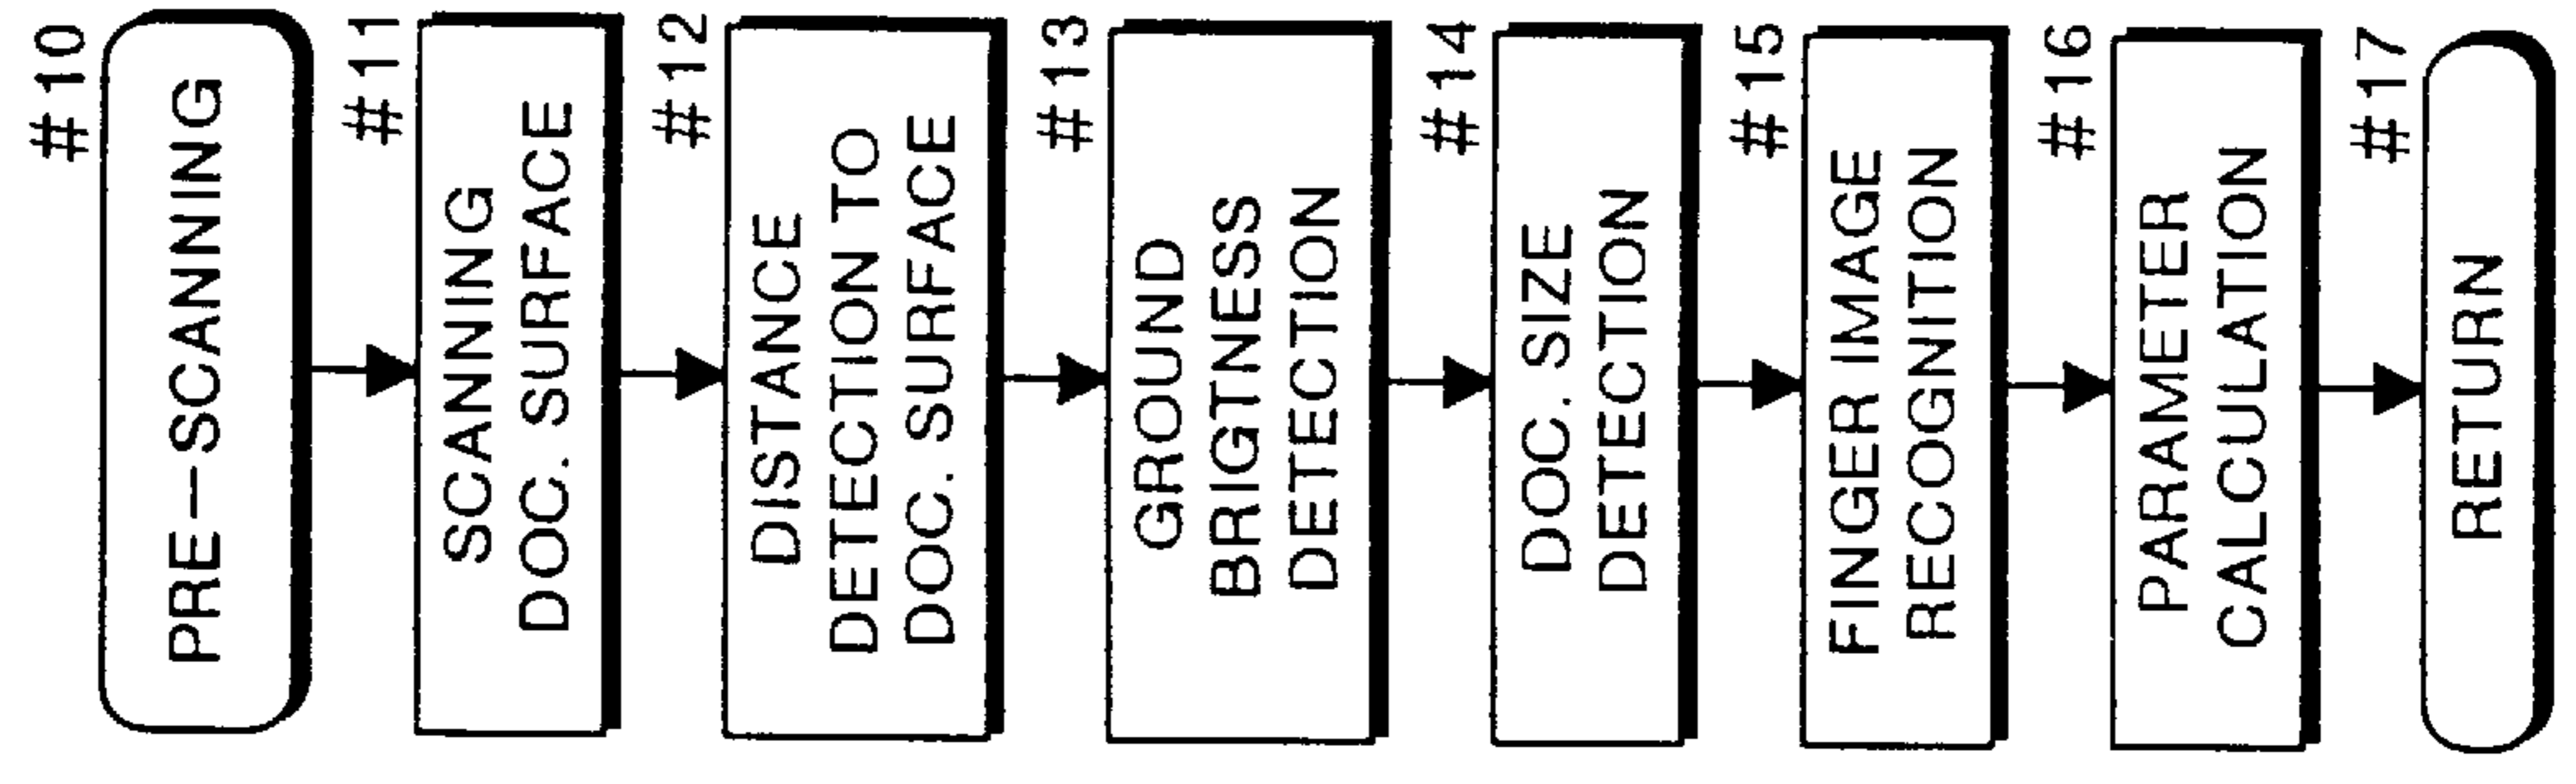 #10
PRE-SCANNING
#11
SCANNING
DOC. SURFACE
#12
DISTANCE
DETECTION TO
DOC. SURFACE
#13
GROUND
BRIGTNESS
DETECTION
#14
DOC. SIZE
DETECTION
#15
FINGER IMAGE
RECOGNITION
#16
PARAMETER
CALCULATION
#17
RETURN